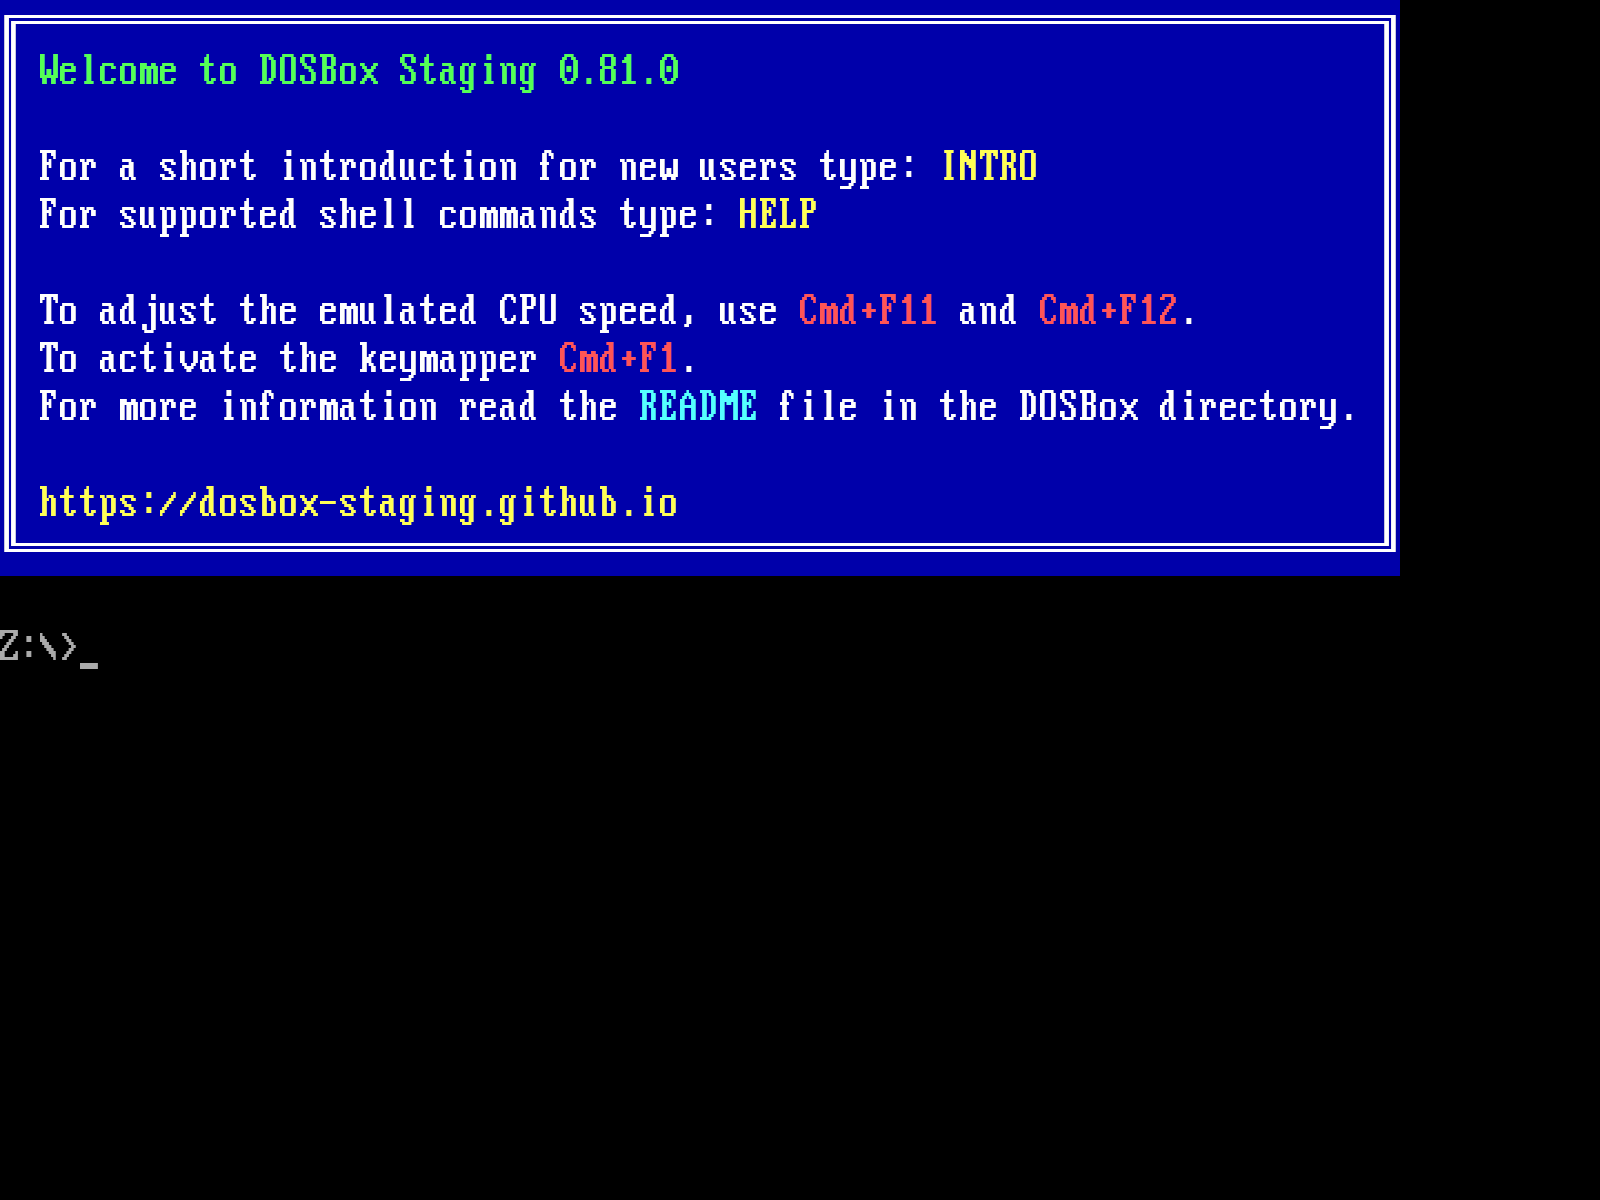 Welcome to DOSBox Staging 0.81.0
For a short introduction for new users type: INTRO
For supported shell commands type: HELP
To adjust the emulated CPU speed, use Cmd+F11 and Cmd+F12.
To activate the keymapper Cmd+F1.
For more information read the README file in the DOSBox directory.
https://dosbox-staging.github.io
Z:\>_